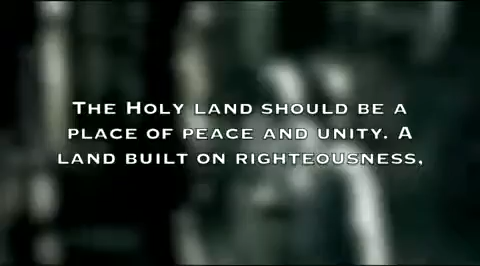 The Holy land should be a
place of peace and unity. A
land built on righteousness,